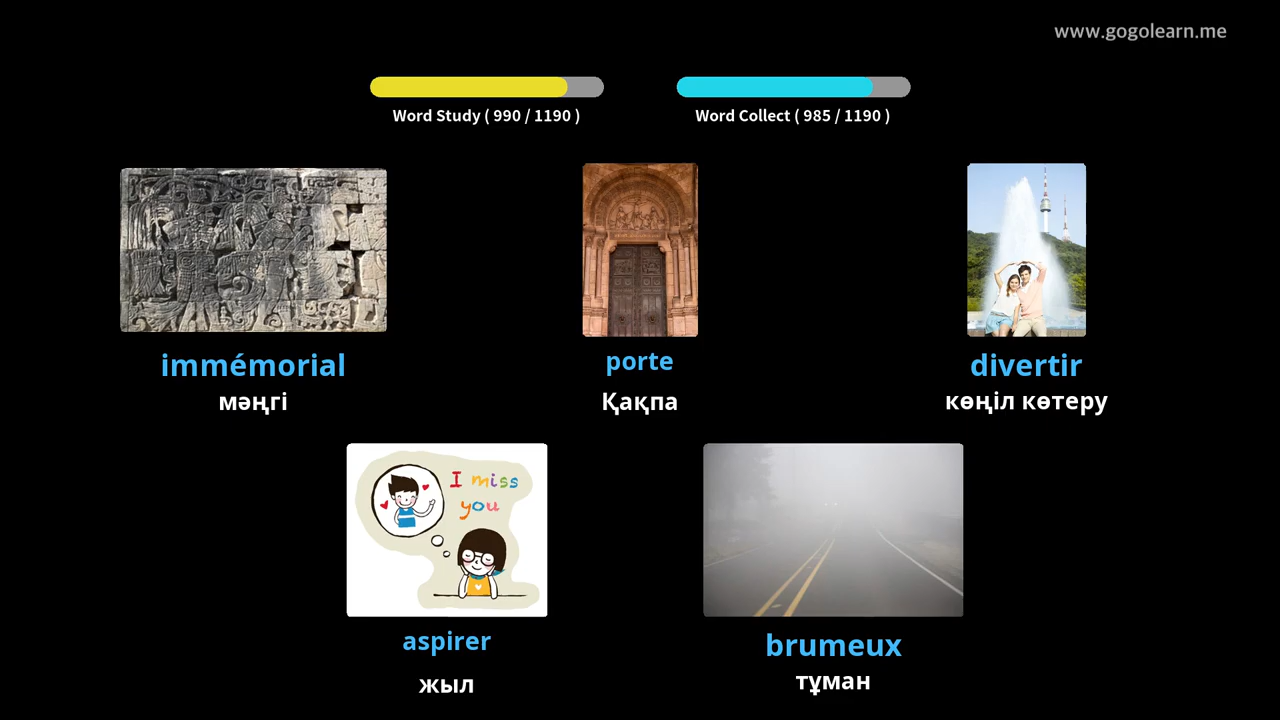 www.gogolearn.me
Word Study ( 990 / 1190 )
Word Collect ( 985 / 1190 )
immémorial
мәңгі
porte
Қақпа
divertir
көңіл көтеру
I miss
you
aspirer
жыл
brumeux
тұман